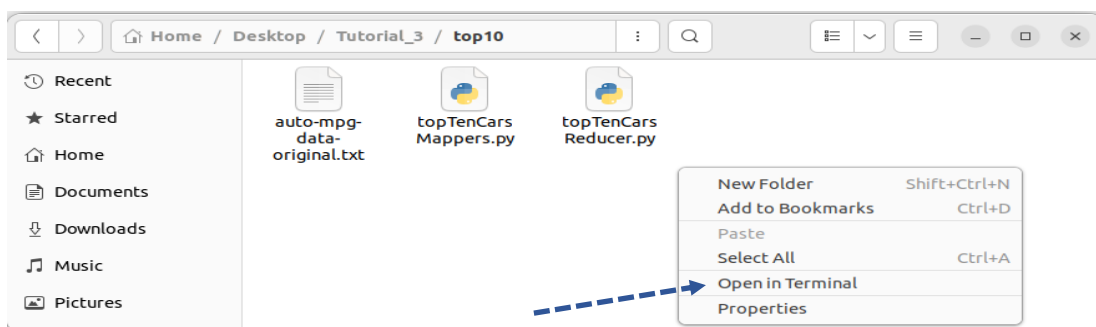 Home / Desktop / Tutorial_3 / top10
Recent
Starred
Home
Documents
Downloads
Music
Pictures
auto-mpg-
data-
original.txt
topTenCars
Mappers.py
topTenCars
Reducer.py
New Folder Shift+Ctrl+N
Add to Bookmarks Ctrl+D
Paste
Select All Ctrl+A
Open in Terminal
Properties